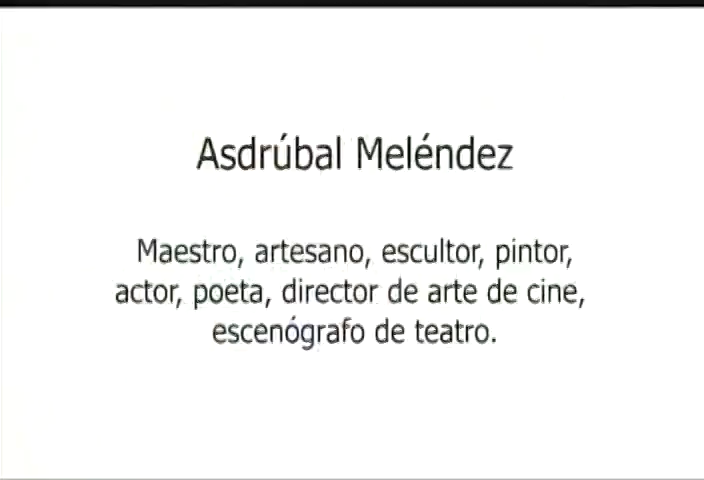 Asdrúbal Meléndez
Maestro, artesano, escultor, pintor,
actor, poeta, director de arte de cine,
escenógrafo de teatro.